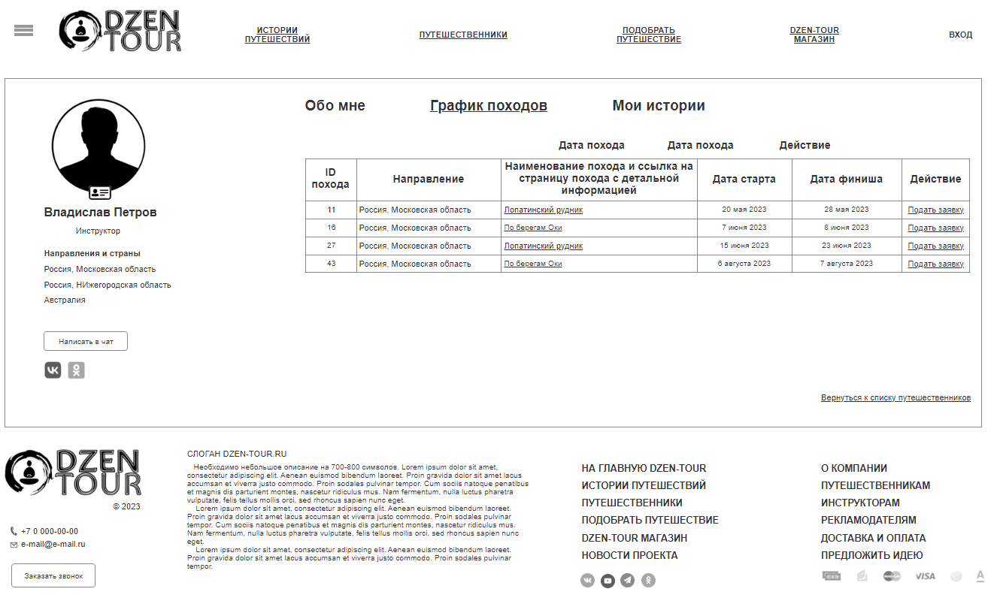 DZEN
TOUR
ИСТОРИИ
ПУТЕШЕСТВИЙ
ПУТЕШЕСТВЕННИКИ
ПОДОБРАТЬ
ПУТЕШЕСТВИЕ
DZEN-TOUR
МАГАЗИН
ВХОД
Владислав Петров
Инструктор
Направления и страны
Россия, Московская область
Россия, НИжегородская область
Австралия
Написать в чат
Обо мне График походов Мои истории
Дата похода Дата похода Действие
ID
похода
Направление
Наименование похода и ссылка на
страницу похода с детальной
информацией
Дата старта Дата финиша Действие
11 Россия, Московская область Лопатинский рудник 20 мая 2023 28 мая 2023 Подать заявку
16 Россия, Московская область По берегам Оки 7 июня 2023 8 июня 2023 Подать заявку
27 Россия, Московская область Лопатинский рудник 15 июня 2023 23 июня 2023 Подать заявку
43 Россия, Московская область По берегам Оки 6 августа 2023 7 августа 2023 Подать заявку
Вернуться к списку путешественников
DZEN
TOUR
© 2023
+7 0 000-00-00
e-mail@e-mail.ru
Заказать звонок
СЛОГАН DZEN-TOUR.RU
Необходимо небольшое описание на 700-800 символов. Lorem ipsum dolor sit amet,
consectetur adipiscing elit. Aenean euismod bibendum laoreet. Proin gravida dolor sit amet lacus
accumsan et viverra justo commodo. Proin sodales pulvinar tempor. Cum sociis natoque penatibus
et magnis dis parturient montes, nascetur ridiculus mus. Nam fermentum, nulla luctus pharetra
vulputate, felis tellus mollis orci, sed rhoncus sapien nunc eget.
Lorem ipsum dolor sit amet, consectetur adipiscing elit. Aenean euismod bibendum laoreet.
Proin gravida dolor sit amet lacus accumsan et viverra justo commodo. Proin sodales pulvinar
tempor. Cum sociis natoque penatibus et magnis dis parturient montes, nascetur ridiculus mus.
Nam fermentum, nulla luctus pharetra vulputate, felis tellus mollis orci, sed rhoncus sapien nunc
eget.
Lorem ipsum dolor sit amet, consectetur adipiscing elit. Aenean euismod bibendum laoreet.
Proin gravida dolor sit amet lacus accumsan et viverra justo commodo. Proin sodales pulvinar
tempor.
НА ГЛАВНУЮ DZEN-TOUR
ИСТОРИИ ПУТЕШЕСТВИЙ
ПУТЕШЕСТВЕННИКИ
ПОДОБРАТЬ ПУТЕШЕСТВИЕ
DZEN-TOUR МАГАЗИН
НОВОСТИ ПРОЕКТА
О КОМПАНИИ
ПУТЕШЕСТВЕННИКАМ
ИНСТРУКТОРАМ
РЕКЛАМОДАТЕЛЯМ
ДОСТАВКА И ОПЛАТА
ПРЕДЛОЖИТЬ ИДЕЮ
VISA